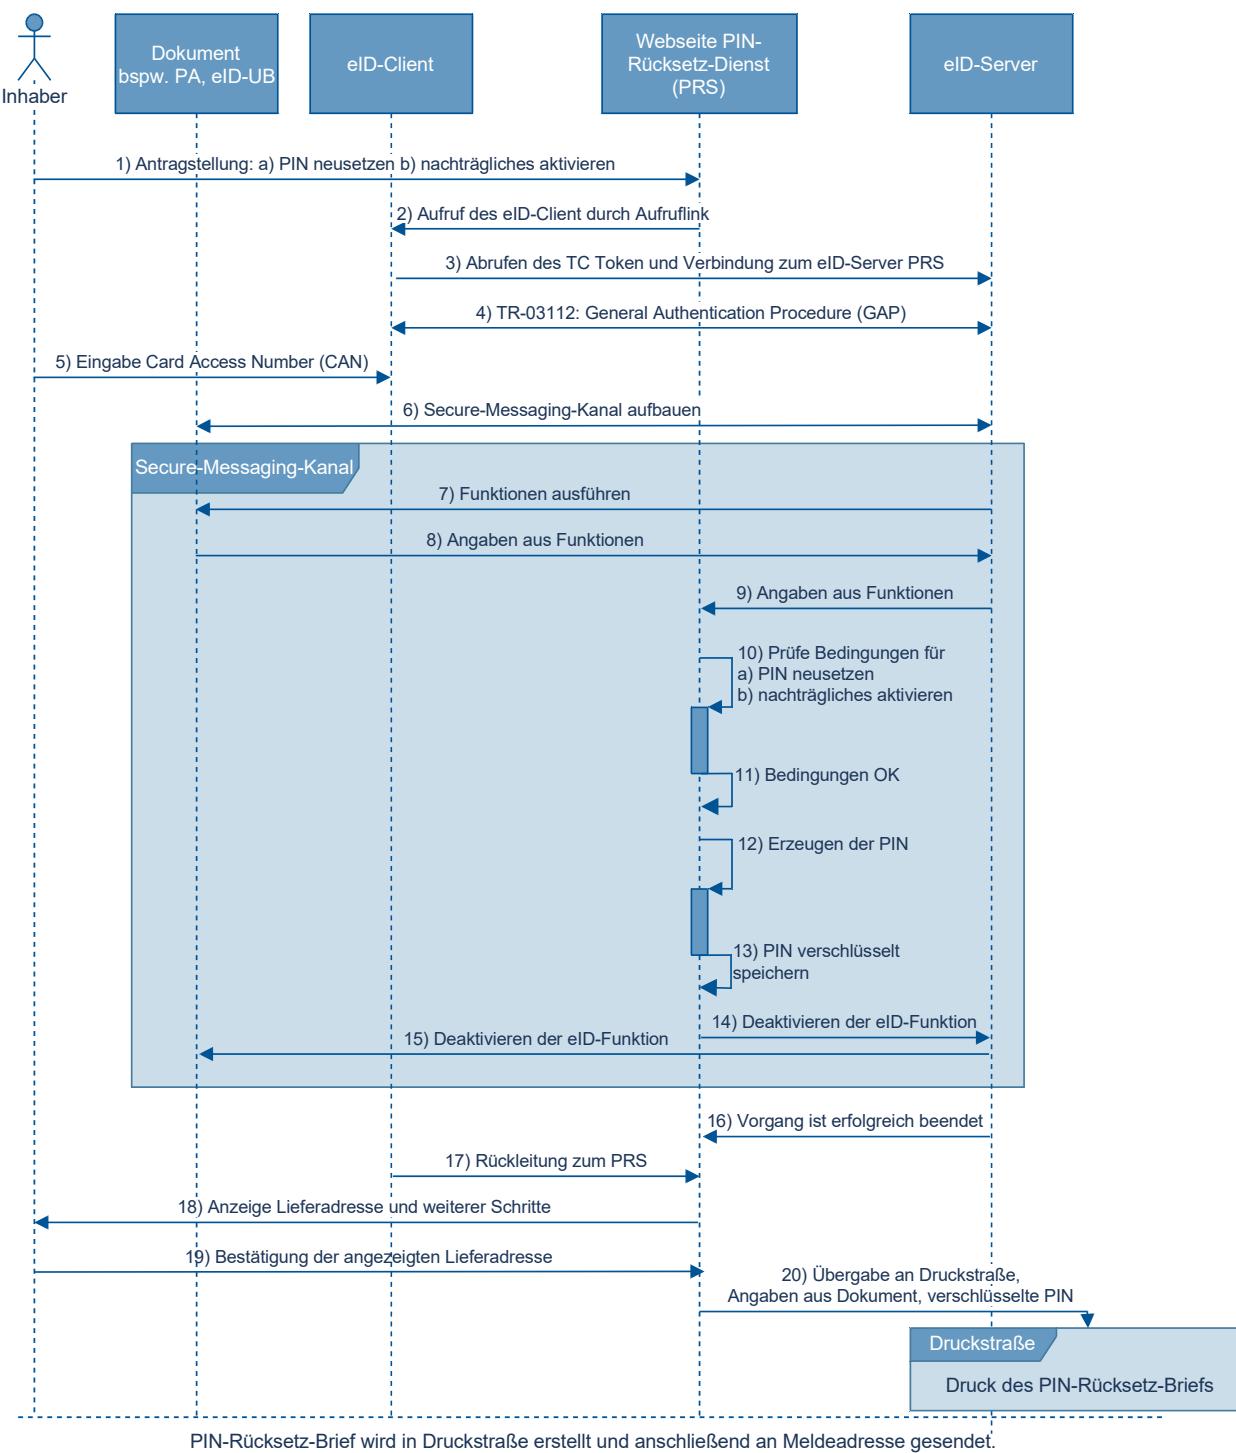 Inhaber
Dokument
bspw. PA, eID-UB
eID-Client
Webseite PIN-
Rücksetz-Dienst
(PRS)
eID-Server
1) Antragstellung: a) PIN neusetzen b) nachträgliches aktivieren
2) Aufruf des eID-Client durch Aufruflink
3) Abrufen des TC Token und Verbindung zum eID-Server PRS
4) TR-03112: General Authentication Procedure (GAP)
5) Eingabe Card Access Number (CAN)
6) Secure-Messaging-Kanal aufbauen
Secure-Messaging-Kanal
7) Funktionen ausführen
8) Angaben aus Funktionen
9) Angaben aus Funktionen
10) Prüfe Bedingungen für
a) PIN neusetzen
b) nachträgliches aktivieren
11) Bedingungen OK
12) Erzeugen der PIN
13) PIN verschlüsselt
speichern
14) Deaktivieren der eID-Funktion
15) Deaktivieren der eID-Funktion
16) Vorgang ist erfolgreich beendet
17) Rückleitung zum PRS
18) Anzeige Lieferadresse und weiterer Schritte
19) Bestätigung der angezeigten Lieferadresse
20) Übergabe an Druckstraße,
Angaben aus Dokument, verschlüsselte PIN
Druckstraße
Druck des PIN-Rücksetz-Briefs
PIN-Rücksetz-Brief wird in Druckstraße erstellt und anschließend an Meldeadresse gesendet.